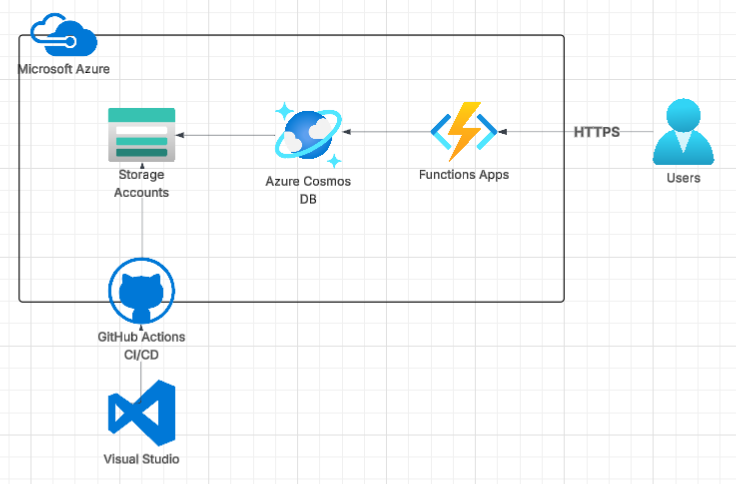 Microsoft Azure
HTTPS
Storage
Accounts
Azure Cosmos
DB
Functions Apps
Users
GitHub Actions
CI/CD
Visual Studio